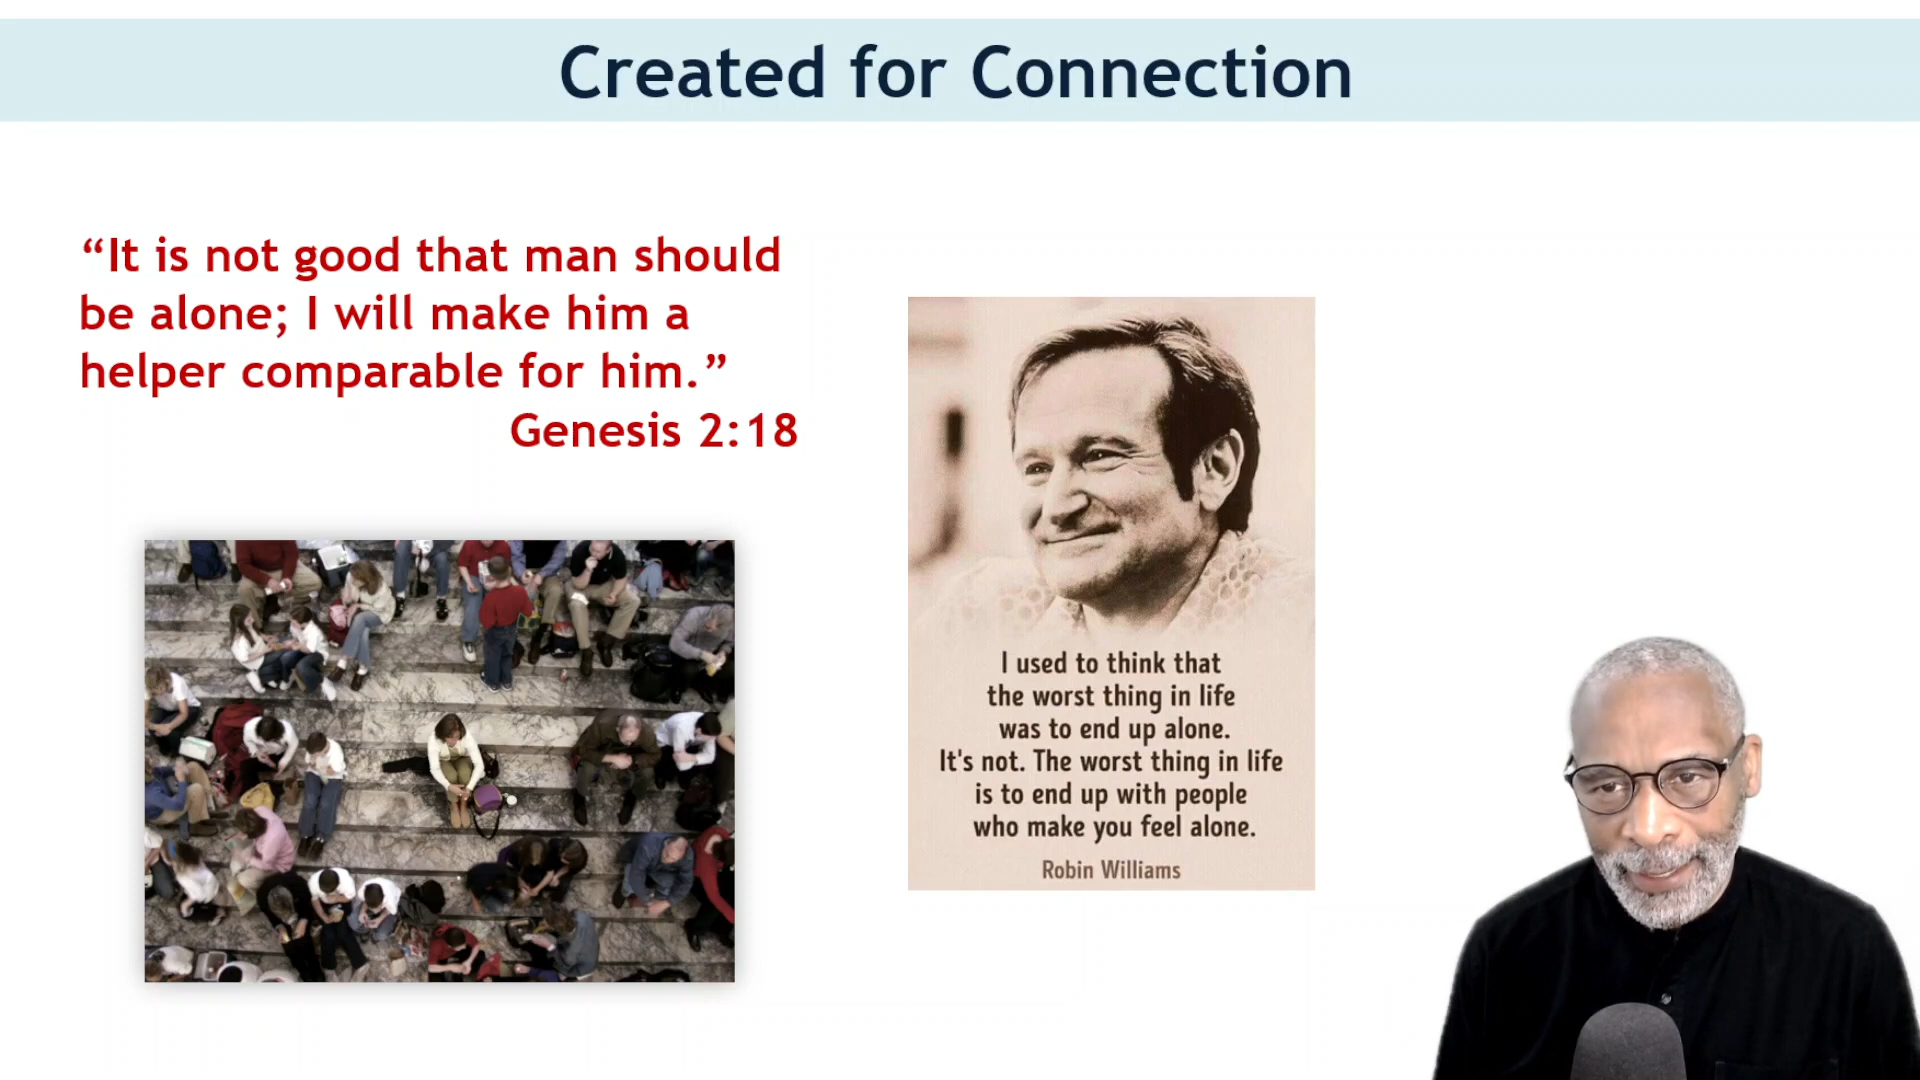 Created for Connection
“It is not good that man should
be alone; I will make him a
helper comparable for him.”
Genesis 2:18
I used to think that
the worst thing in life
was to end up alone.
It's not. The worst thing in life
is to end up with people
who make you feel alone.
Robin Williams